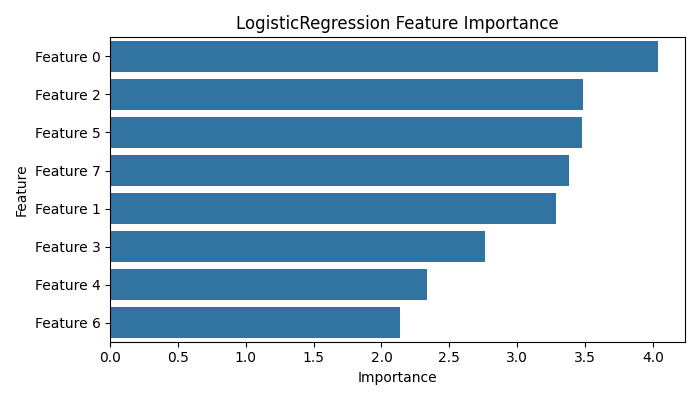 LogisticRegression Feature Importance
Feature 0
Feature 2
Feature 5
Feature 7
Feature 1
Feature 3
Feature 4
Feature 6
Feature
0.0 0.5 1.0 1.5 2.0 2.5 3.0 3.5 4.0
Importance